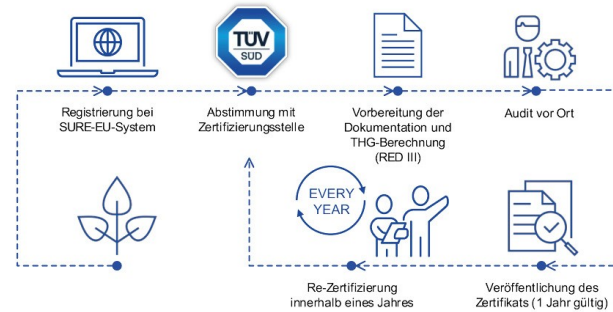 TÜV
SÜD
Registrierung bei
SURE-EU-System
Abstimmung mit
Zertifizierungsstelle
Vorbereitung der
Dokumentation und
THG-Berechnung
(RED III)
Audit vor Ort
EVERY
YEAR
Re-Zertifizierung
innerhalb eines Jahres
Veröffentlichung des
Zertifikats (1 Jahr gültig)